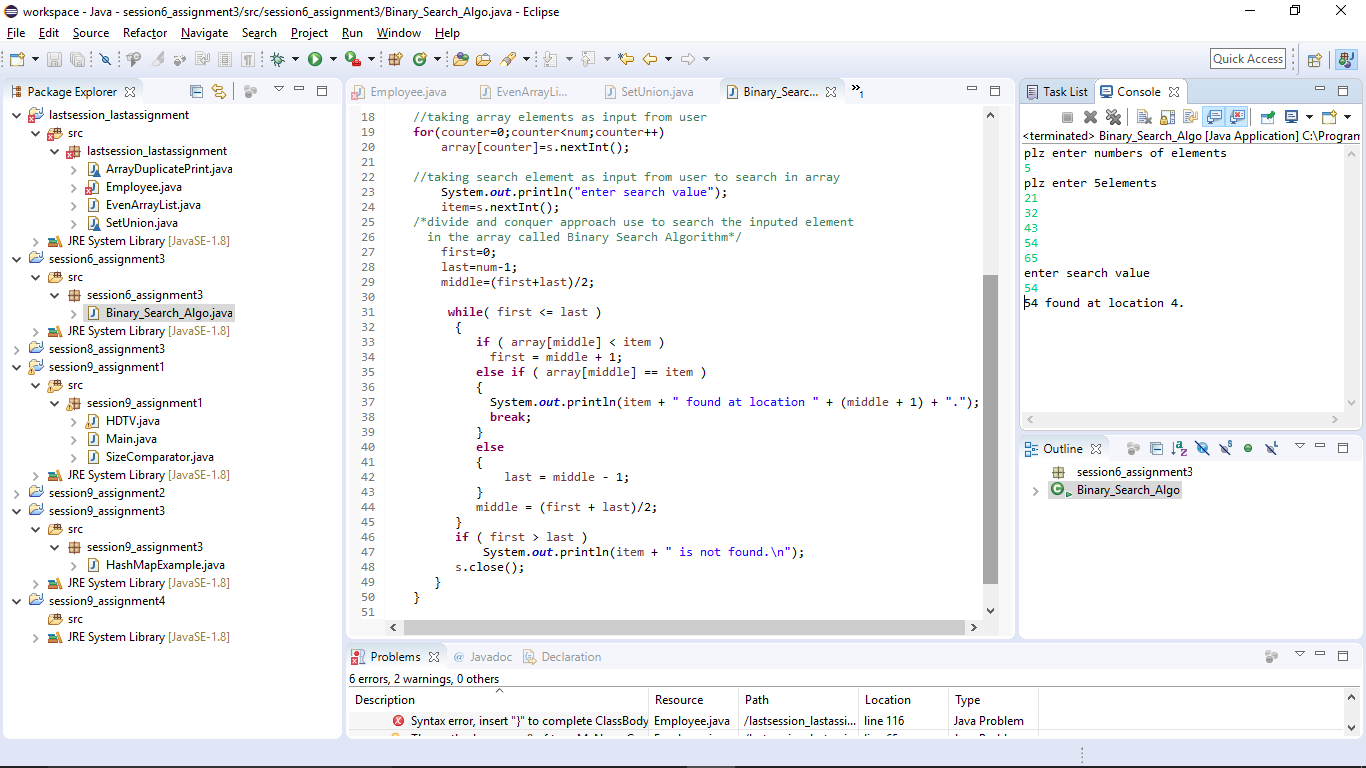 workspace - Java - session6_assignment3/src/session6_assignment3/Binary_Search_Algo.java - Eclipse
File Edit Source Refactor Navigate Search Project Run Window Help
Quick Access
Package Explorer
lastsession_lastassignment
src
lastsession_lastassignment
ArrayDuplicatePrint.java
Employee.java
EvenArrayList.java
SetUnion.java
JRE System Library [JavaSE-1.8]
session6_assignment3
src
session6_assignment3
Binary_Search_Algo.java
JRE System Library [JavaSE-1.8]
session8_assignment3
session9_assignment1
src
session9_assignment1
HDTV.java
Main.java
SizeComparator.java
JRE System Library [JavaSE-1.8]
session9_assignment2
session9_assignment3
src
session9_assignment3
HashMapExample.java
JRE System Library [JavaSE-1.8]
session9_assignment4
src
JRE System Library [JavaSE-1.8]
Employee.java EvenArrayLi... SetUnion.java Binary_Searc... »1
18 //taking array elements as input from user
19 for(counter=0;counter<num;counter++)
20 array[counter]=s.nextInt();
21
22 //taking search element as input from user to search in array
23 System.out.println("enter search value");
24 item=s.nextInt();
25 /*divide and conquer approach use to search the inputed element
26 in the array called Binary Search Algorithm*/
27 first=0;
28 last=num-1;
29 middle=(first+last)/2;
30
31 while( first <= last )
32 {
33 if ( array[middle] < item )
34 first = middle + 1;
35 else if ( array[middle] == item )
36 {
37 System.out.println(item + " found at location " + (middle + 1) + ".");
38 break;
39 }
40 else
41 {
42 last = middle - 1;
43 }
44 middle = (first + last)/2;
45 }
46 if ( first > last )
47 System.out.println(item + " is not found.\n");
48 s.close();
49 }
50 }
51
Task List Console
<terminated> Binary_Search_Algo [Java Application] C:\Program
plz enter numbers of elements
5
plz enter 5elements
21
32
43
54
65
enter search value
54
54 found at location 4.
Outline
session6_assignment3
Binary_Search_Algo
Problems @ Javadoc Declaration
6 errors, 2 warnings, 0 others
Description Resource Path Location Type
Syntax error, insert "}" to complete ClassBody Employee.java /lastsession_lastassi... line 116 Java Problem